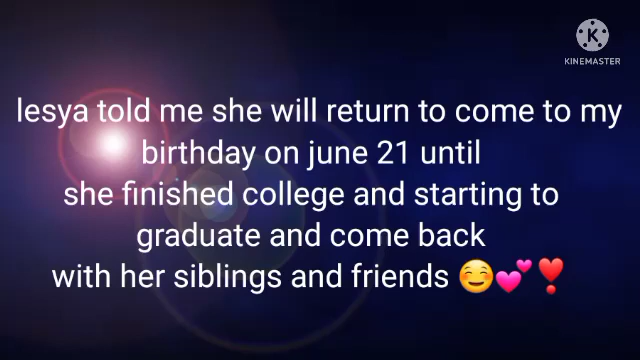 KINEMASTER
lesya told me she will return to come to my
birthday on june 21 until
she finished college and starting to
graduate and come back
with her siblings and friends ☺️💕❣️